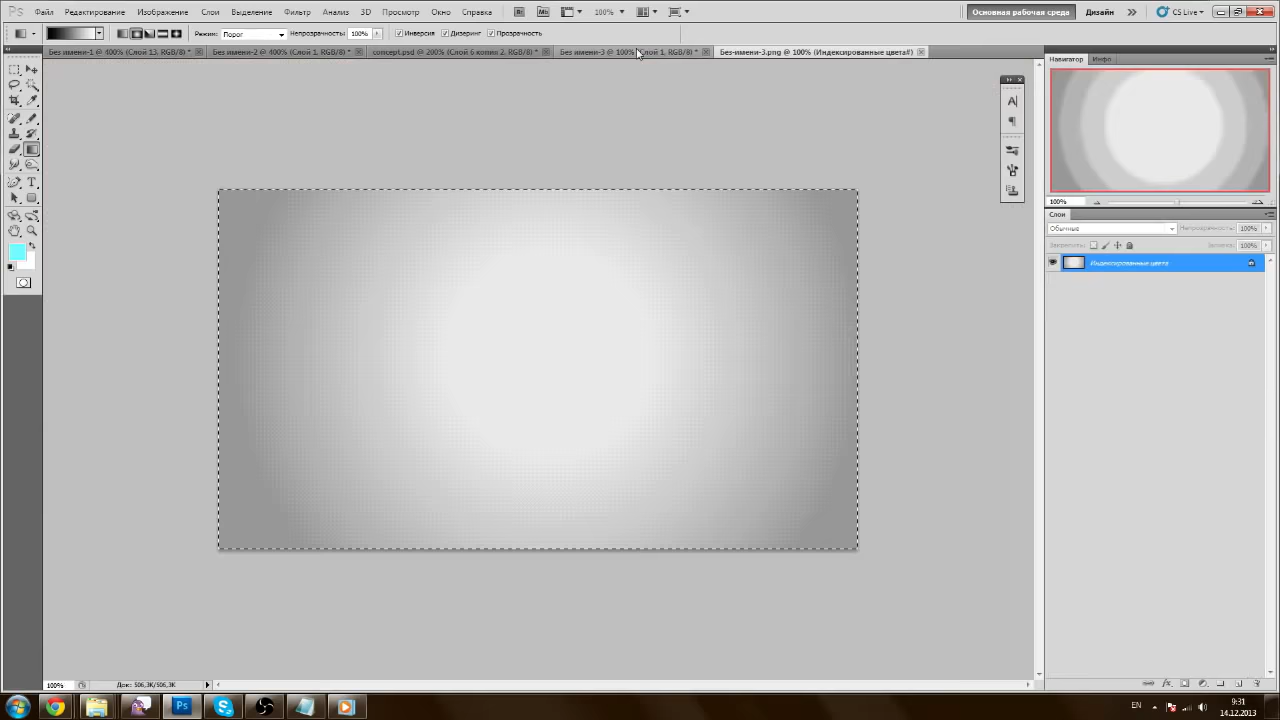 Ps Файл Редактирование Изображение Слои Выделение Фильтр Анализ 3D Просмотр Окно Справка Br Mb 100% Основная рабочая среда Дизайн CS Live
Режим: Порог Непрозрачность: 100% Инверсия Дизеринг Прозрачность
Без имени-1 @ 400% (Слой 13, RGB/8) * Без имени-2 @ 400% (Слой 1, RGB/8) * concept.psd @ 200% (Слой 6 копия 2, RGB/8) * Без имени-3 @ 100% (Слой 1, RGB/8) * Без-имени-3.png @ 100% (Индексированные цвета#)
Навигатор Инфо
100%
Слои
Обычные Непрозрачность: 100%
Закрепить: Заливка: 100%
Индексированные цвета
100% Док: 506,3K/506,3K
Ps EN 9:31
14.12.2013